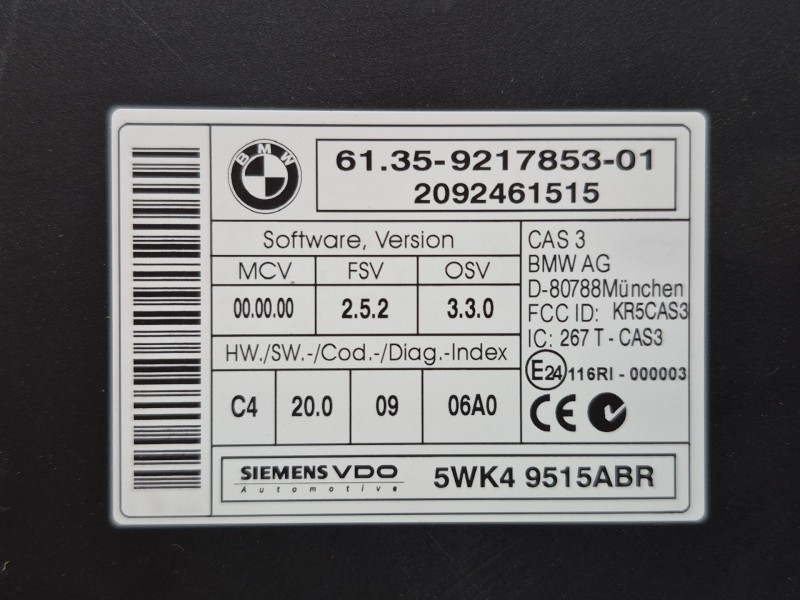 BMW
61.35-9217853-01
2092461515
Software, Version
MCV FSV OSV
00.00.00 2.5.2 3.3.0
HW./SW.-/Cod.-/Diag.-Index
C4 20.0 09 06A0
CAS 3
BMW AG
D-80788München
FCC ID: KR5CAS3
IC: 267 T - CAS3
E24 116RI - 000003
CE
SIEMENS VDO
Automotive
5WK4 9515ABR